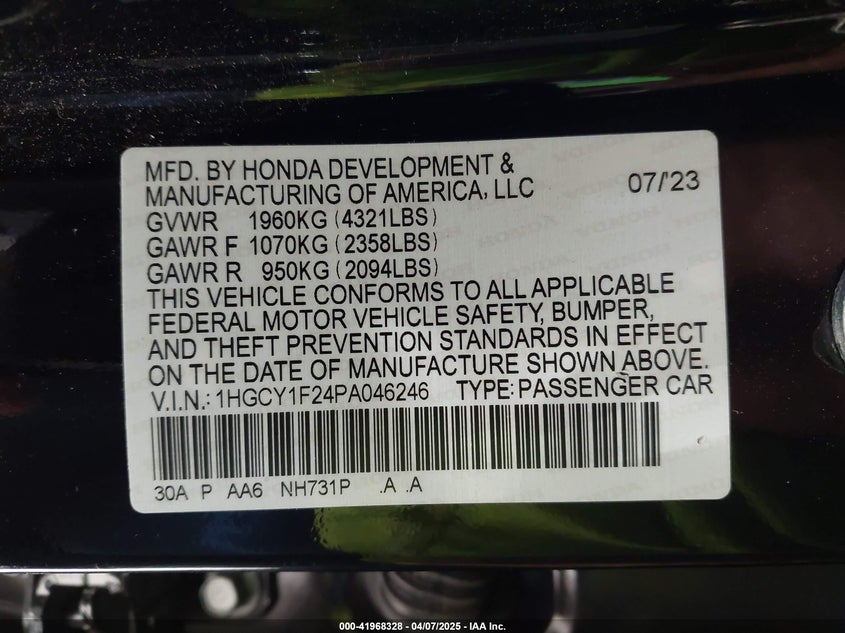 MFD. BY HONDA DEVELOPMENT &
MANUFACTURING OF AMERICA, LLC 07/'23
GVWR 1960KG (4321LBS)
GAWR F 1070KG (2358LBS)
GAWR R 950KG (2094LBS)
THIS VEHICLE CONFORMS TO ALL APPLICABLE
FEDERAL MOTOR VEHICLE SAFETY, BUMPER,
AND THEFT PREVENTION STANDARDS IN EFFECT
ON THE DATE OF MANUFACTURE SHOWN ABOVE.
V.I.N.: 1HGCY1F24PA046246 TYPE: PASSENGER CAR
30A P AA6 NH731P .A .A
000-41968328 - 04/07/2025 - IAA Inc.